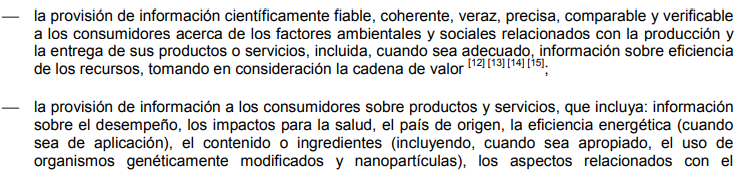 — la provisión de información científicamente fiable, coherente, veraz, precisa, comparable y verificable
a los consumidores acerca de los factores ambientales y sociales relacionados con la producción y
la entrega de sus productos o servicios, incluida, cuando sea adecuado, información sobre eficiencia
de los recursos, tomando en consideración la cadena de valor [12] [13] [14] [15];
— la provisión de información a los consumidores sobre productos y servicios, que incluya: información
sobre el desempeño, los impactos para la salud, el país de origen, la eficiencia energética (cuando
sea de aplicación), el contenido o ingredientes (incluyendo, cuando sea apropiado, el uso de
organismos genéticamente modificados y nanopartículas), los aspectos relacionados con el